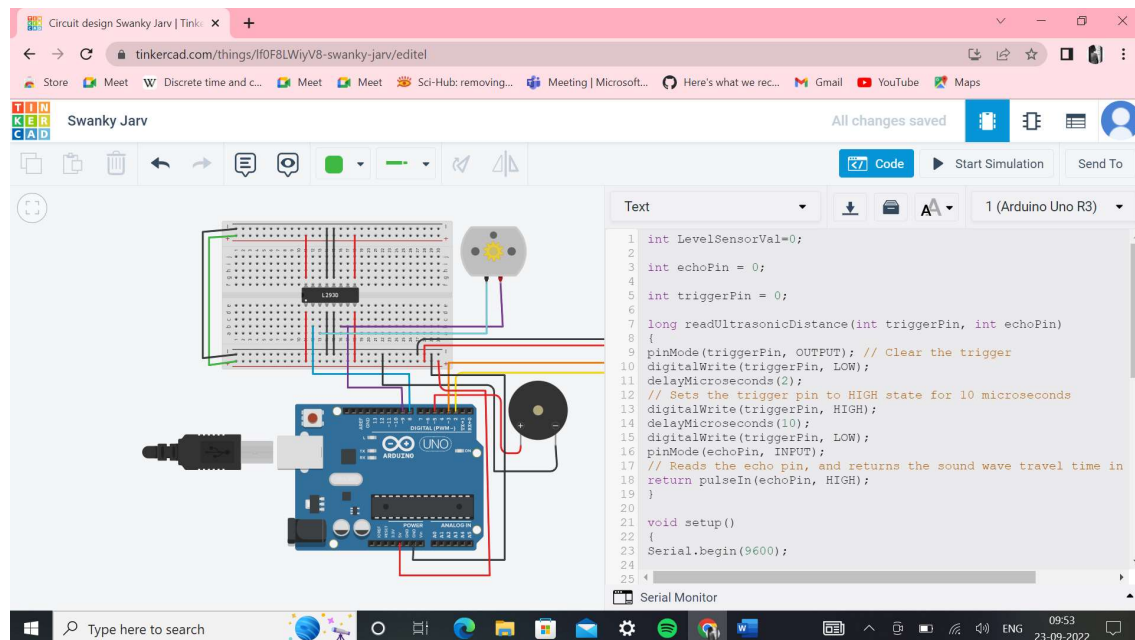 Circuit design Swanky Jarv | Tink
tinkercad.com/things/lf0F8LWiyV8-swanky-jarv/editel
Store Meet Discrete time and c... Meet Meet Sci-Hub: removing... Meeting | Microsoft... Here's what we rec... Gmail YouTube Maps
TIN
KER
CAD
Swanky Jarv
All changes saved
Code
Start Simulation
Send To
Text
1 (Arduino Uno R3)
1 int LevelSensorVal=0;
2
3 int echoPin = 0;
4
5 int triggerPin = 0;
6
7 long readUltrasonicDistance(int triggerPin, int echoPin)
8 {
9 pinMode(triggerPin, OUTPUT); // Clear the trigger
10 digitalWrite(triggerPin, LOW);
11 delayMicroseconds(2);
12 // Sets the trigger pin to HIGH state for 10 microseconds
13 digitalWrite(triggerPin, HIGH);
14 delayMicroseconds(10);
15 digitalWrite(triggerPin, LOW);
16 pinMode(echoPin, INPUT);
17 // Reads the echo pin, and returns the sound wave travel time in
18 return pulseIn(echoPin, HIGH);
19 }
20
21 void setup()
22 {
23 Serial.begin(9600);
24
25
Serial Monitor
L293D
DIGITAL (PWM~)
UNO
ARDUINO
POWER
ANALOG IN
Type here to search
ENG
09:53
23-09-2022